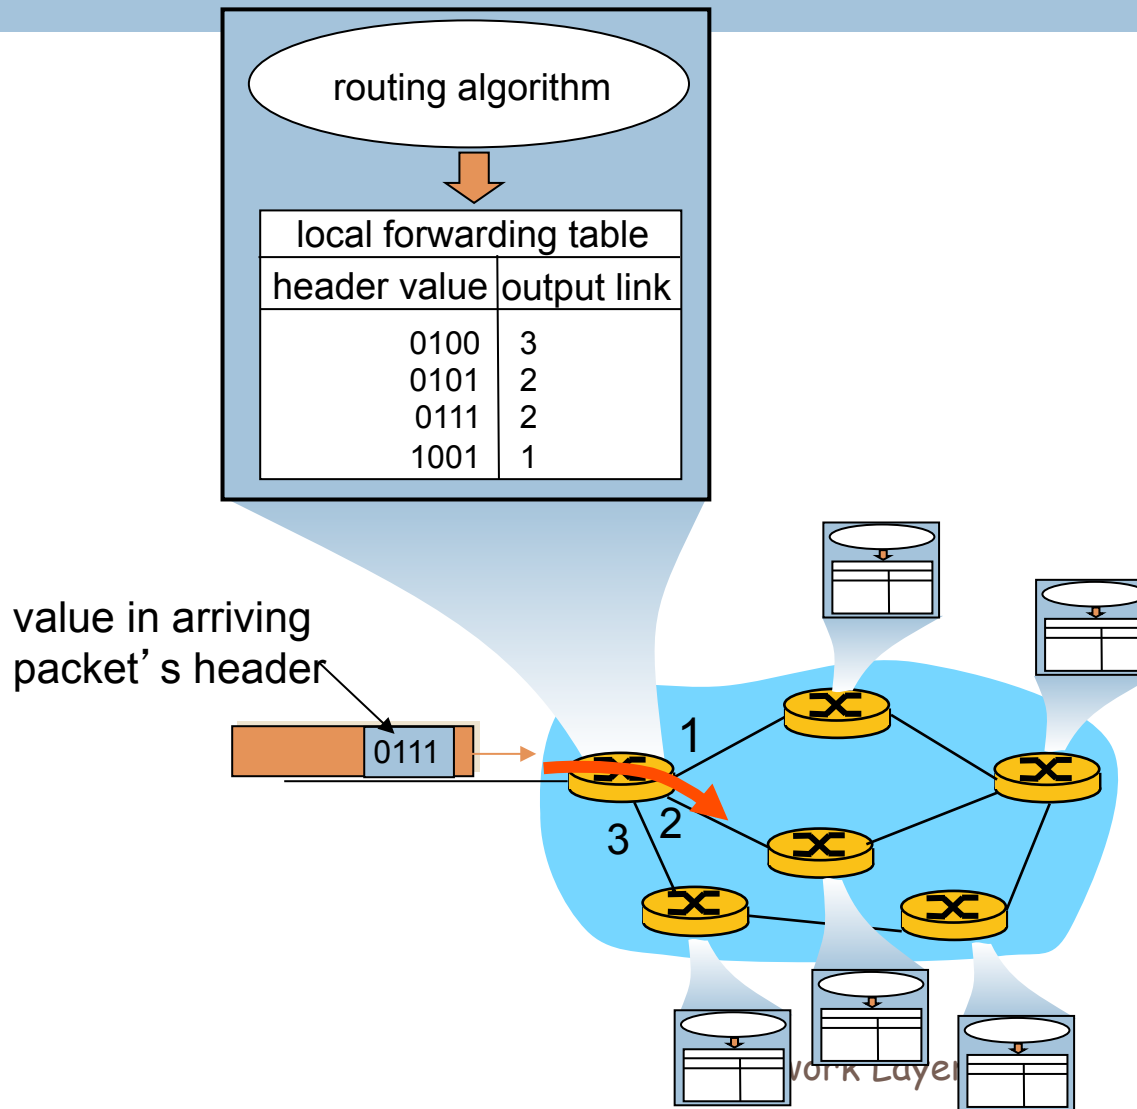 routing algorithm
local forwarding table
header value output link
0100 3
0101 2
0111 2
1001 1
value in arriving
packet’s header
0111
1
2
3
Layer